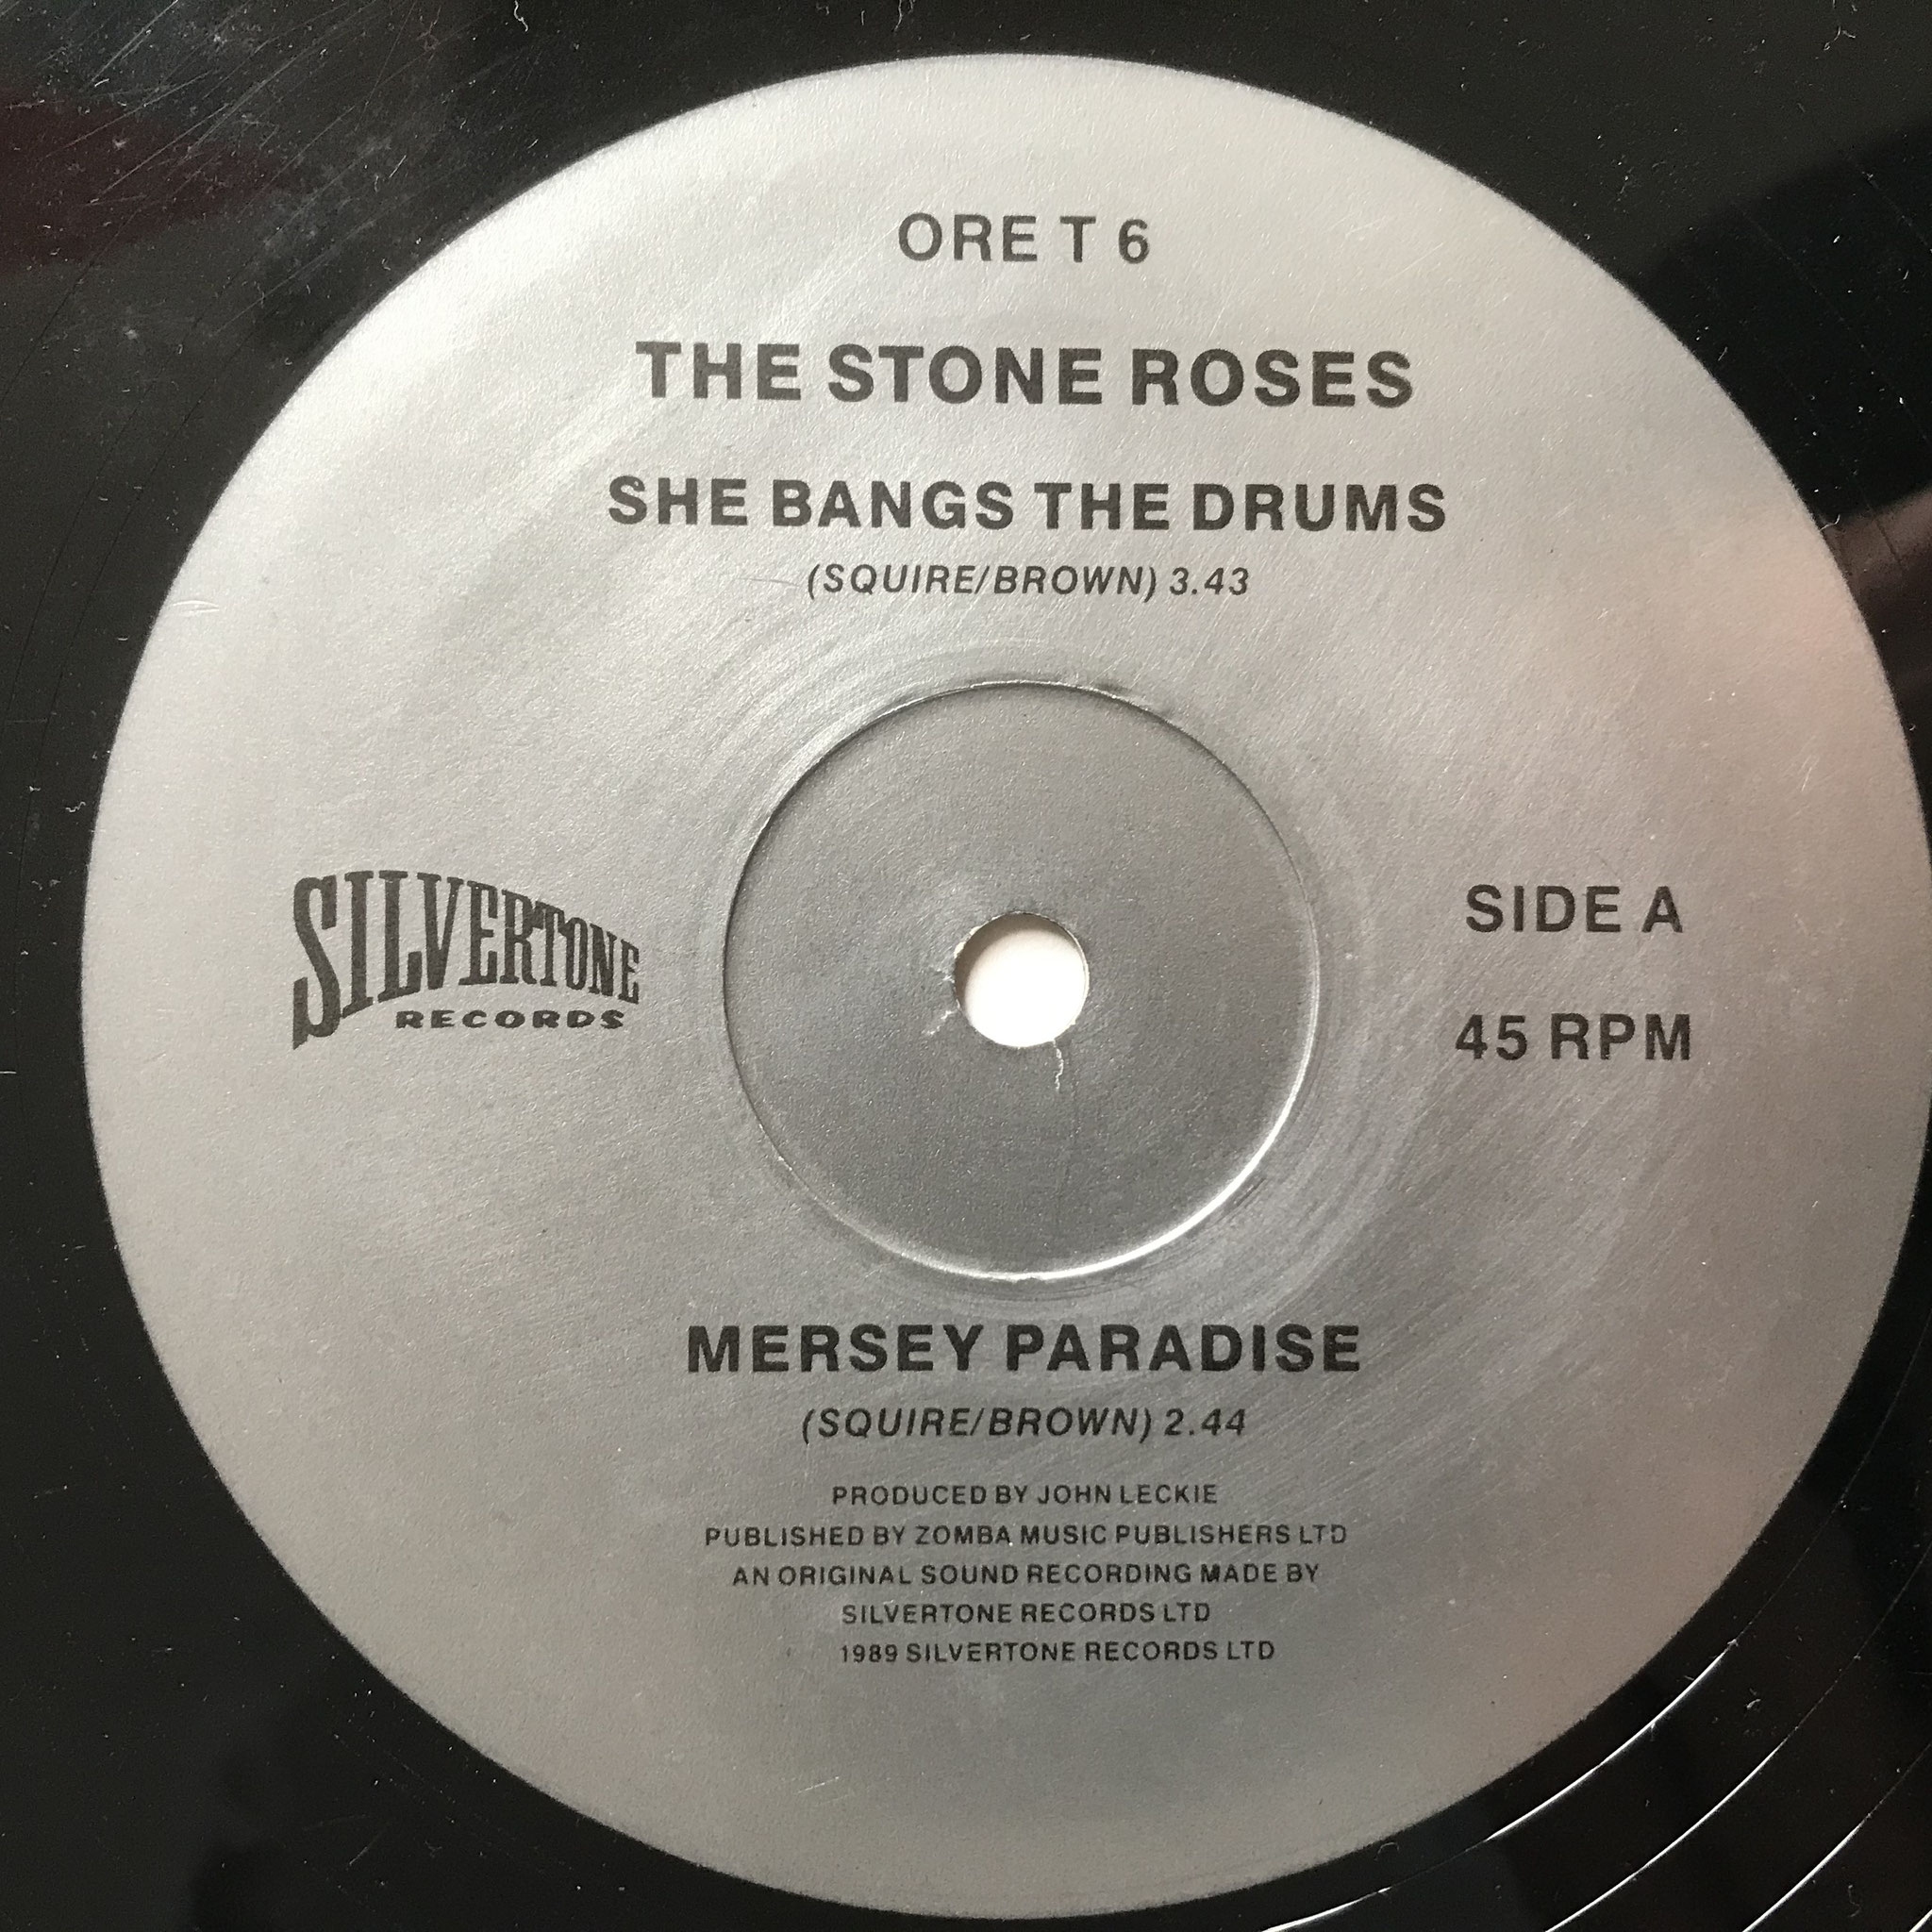 ORE T 6
THE STONE ROSES
SHE BANGS THE DRUMS
(SQUIRE/BROWN) 3.43
SILVERTONE
RECORDS
SIDE A
45 RPM
MERSEY PARADISE
(SQUIRE/BROWN) 2.44
PRODUCED BY JOHN LECKIE
PUBLISHED BY ZOMBA MUSIC PUBLISHERS LTD
AN ORIGINAL SOUND RECORDING MADE BY
SILVERTONE RECORDS LTD
1989 SILVERTONE RECORDS LTD